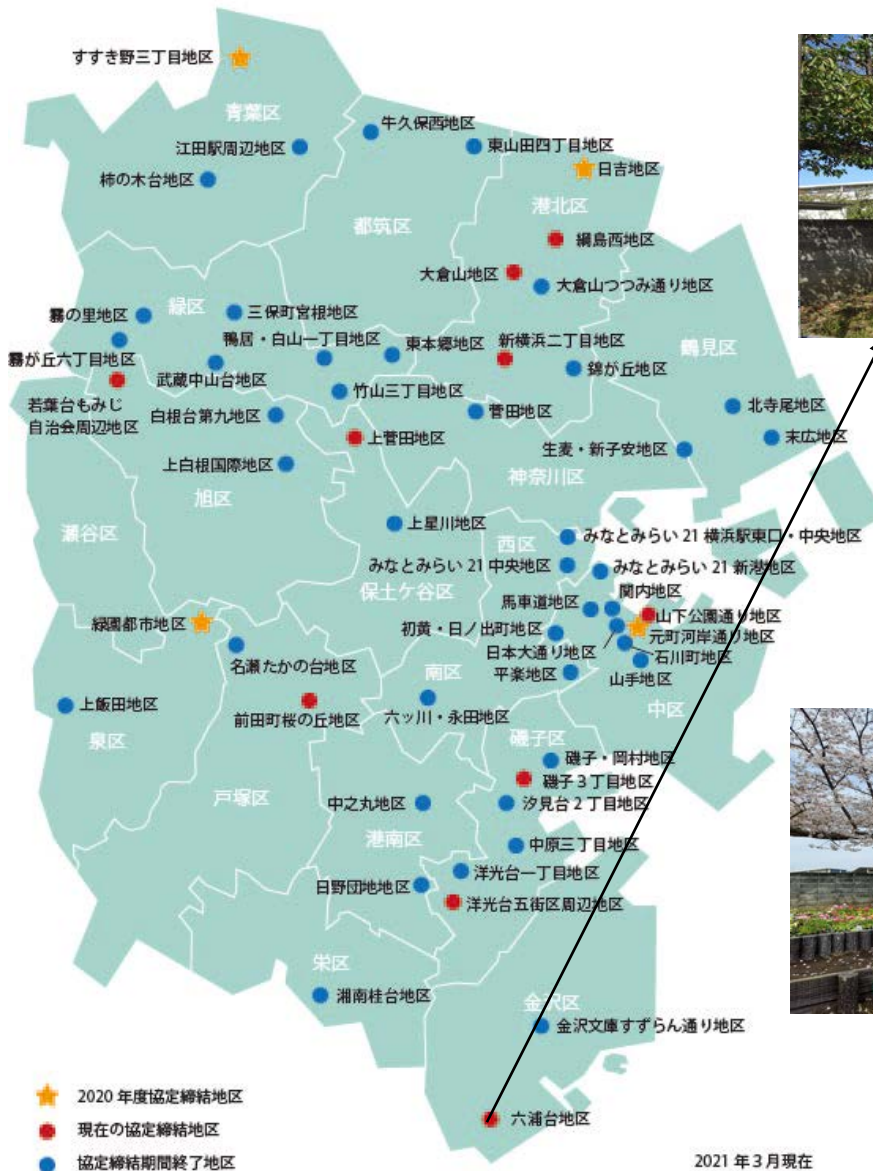 すすき野三丁目地区
青葉区
牛久保西地区
江田駅周辺地区
東山田四丁目地区
日吉地区
柿の木台地区
港北区
都筑区
綱島西地区
大倉山地区
大倉山つつみ通り地区
緑区
霧の里地区
三保町宮根地区
鴨居・白山一丁目地区
東本郷地区
新横浜二丁目地区
鶴見区
霧が丘六丁目地区
武蔵中山台地区
錦が丘地区
竹山三丁目地区
若葉台もみじ
自治会周辺地区
白根台第九地区
菅田地区
北寺尾地区
上菅田地区
生麦・新子安地区
末広地区
上白根国際地区
神奈川区
旭区
瀬谷区
上星川地区
西区
みなとみらい 21 横浜駅東口・中央地区
みなとみらい 21 中央地区
みなとみらい 21 新港地区
保土ケ谷区
関内地区
馬車道地区
山下公園通り地区
緑園都市地区
初黄・日ノ出町地区
元町河岸通り地区
名瀬たかの台地区
日本大通り地区
石川町地区
南区
平楽地区
山手地区
上飯田地区
前田町桜の丘地区
六ッ川・永田地区
中区
泉区
磯子区
磯子・岡村地区
磯子3丁目地区
戸塚区
中之丸地区
汐見台2丁目地区
港南区
中原三丁目地区
洋光台一丁目地区
日野団地地区
洋光台五街区周辺地区
栄区
湘南桂台地区
金沢区
金沢文庫すずらん通り地区
2020 年度協定締結地区
現在の協定締結地区
六浦台地区
協定締結期間終了地区
2021 年3月現在